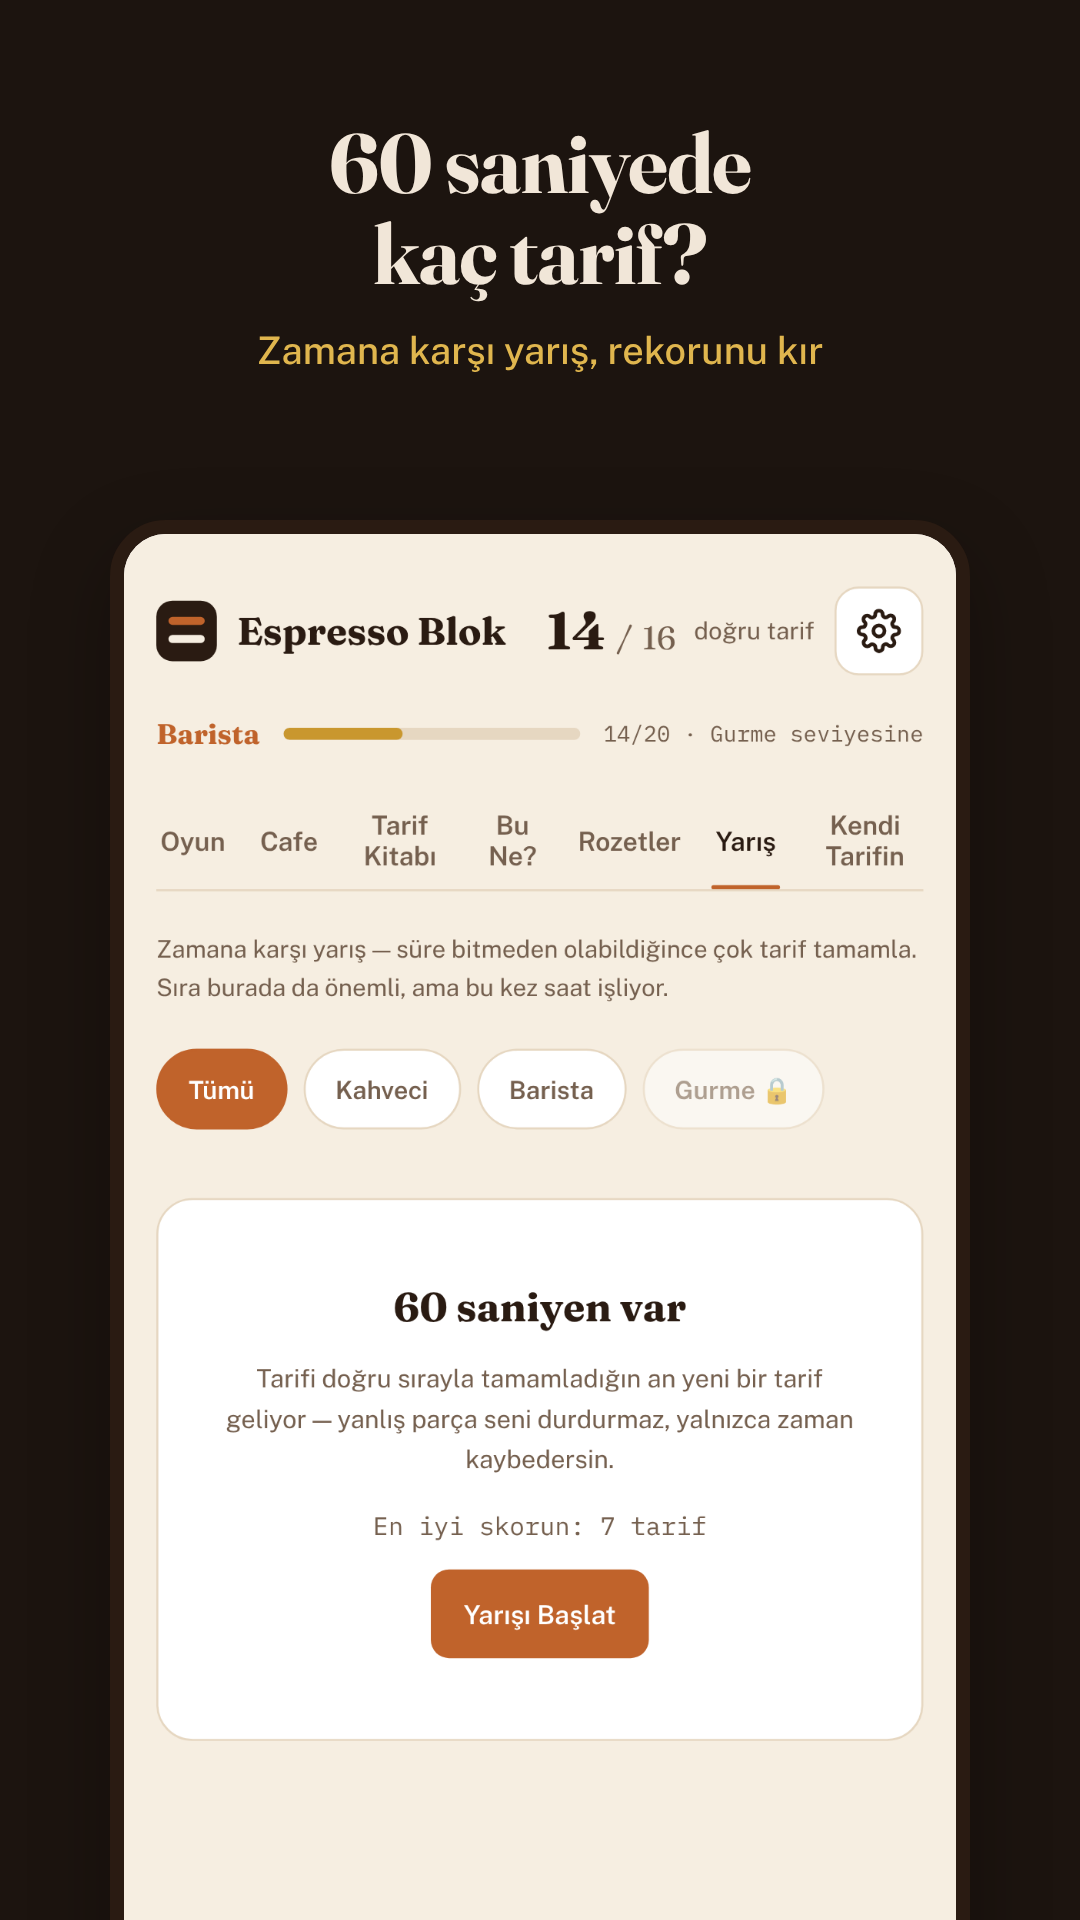 60 saniyede
kaç tarif?
Zamana karşı yarış, rekorunu kır
Espresso Blok 14 / 16 doğru tarif
Barista 14/20 · Gurme seviyesine
Oyun Cafe Tarif Kitabı Bu Ne? Rozetler Yarış Kendi Tarifin
Zamana karşı yarış — süre bitmeden olabildiğince çok tarif tamamla.
Sıra burada da önemli, ama bu kez saat işliyor.
Tümü Kahveci Barista Gurme 🔒
60 saniyen var
Tarifi doğru sırayla tamamladığın an yeni bir tarif
geliyor — yanlış parça seni durdurmaz, yalnızca zaman
kaybedersin.
En iyi skorun: 7 tarif
Yarışı Başlat